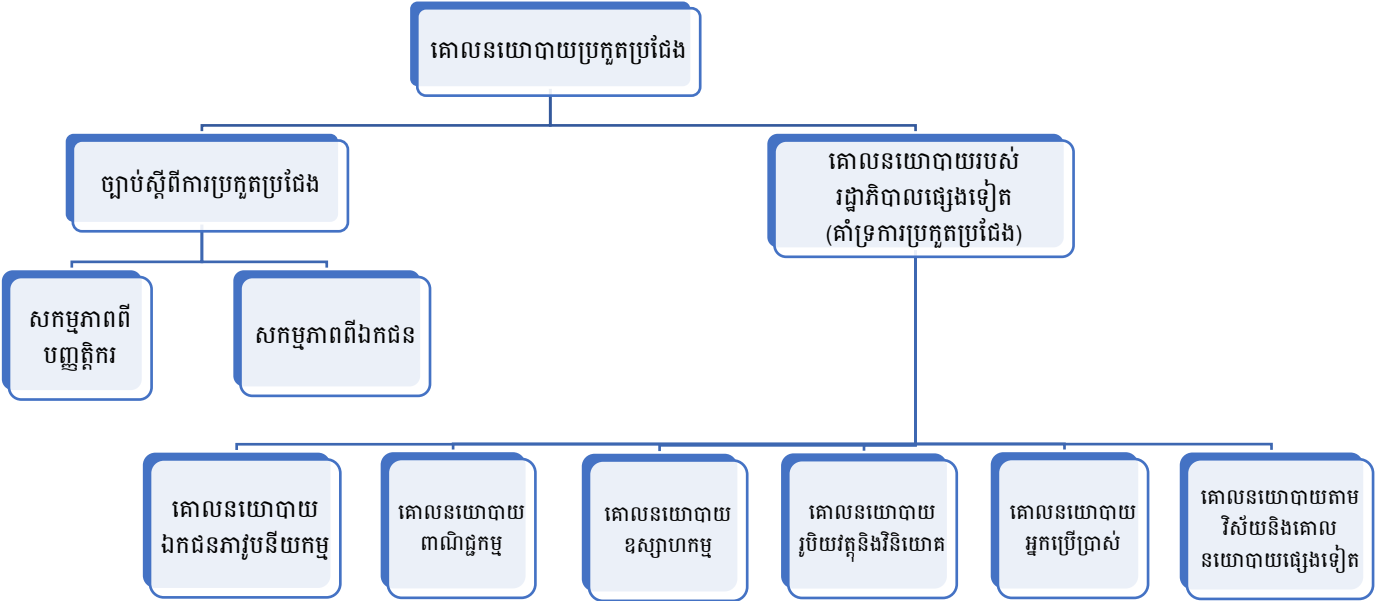 គោលនយោបាយប្រកួតប្រជែង
ច្បាប់ស្តីពីការប្រកួតប្រជែង
គោលនយោបាយរបស់
រដ្ឋាភិបាលផ្សេងទៀត
(គាំទ្រការប្រកួតប្រជែង)
សកម្មភាពពី
បញ្ញត្តិករ
សកម្មភាពពីឯកជន
គោលនយោបាយ
ឯកជនភាវូបនីយកម្ម
គោលនយោបាយ
ពាណិជ្ជកម្ម
គោលនយោបាយ
ឧស្សាហកម្ម
គោលនយោបាយ
រូបិយវត្ថុនិងវិនិយោគ
គោលនយោបាយ
អ្នកប្រើប្រាស់
គោលនយោបាយតាម
វិស័យនិងគោល
នយោបាយផ្សេងទៀត